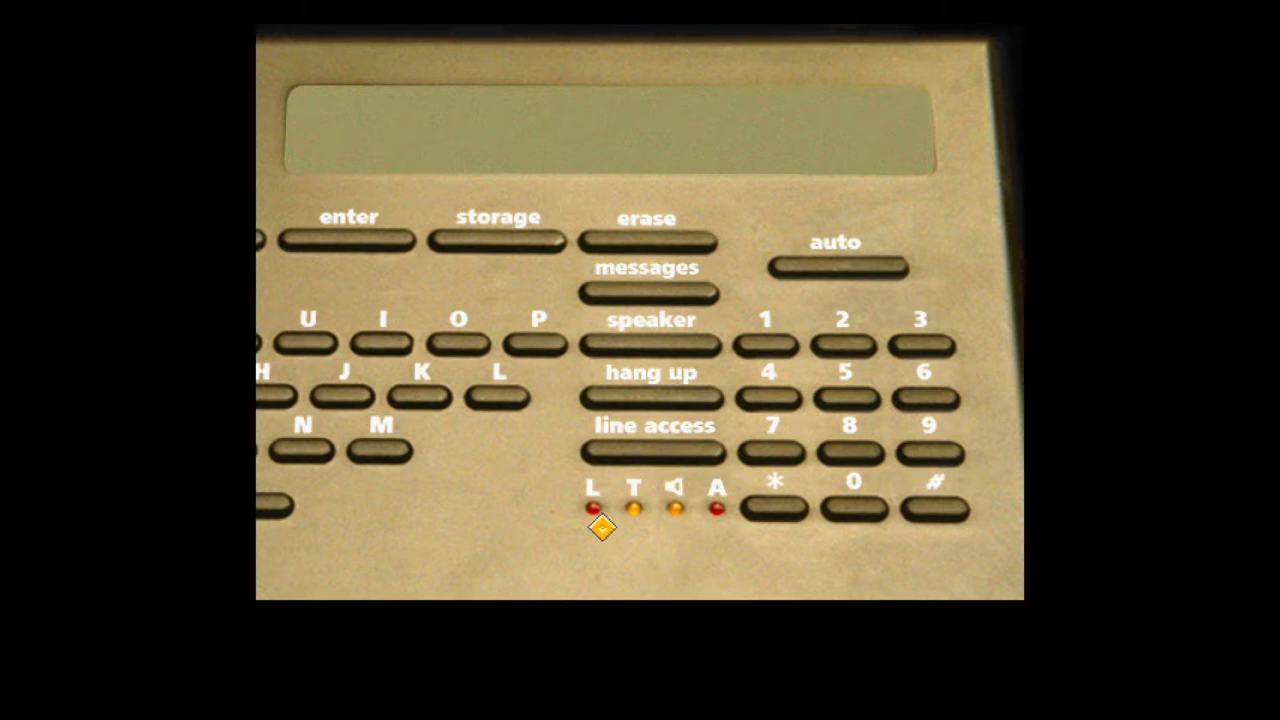 enter storage erase
auto
messages
U I O P speaker 1 2 3
H J K L hang up 4 5 6
N M line access 7 8 9
L T A * 0 #